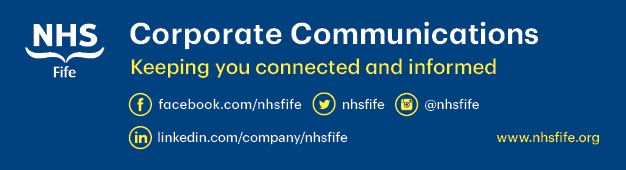 NHS
Fife
Corporate Communications
Keeping you connected and informed
facebook.com/nhsfife nhsfife @nhsfife
linkedin.com/company/nhsfife www.nhsfife.org